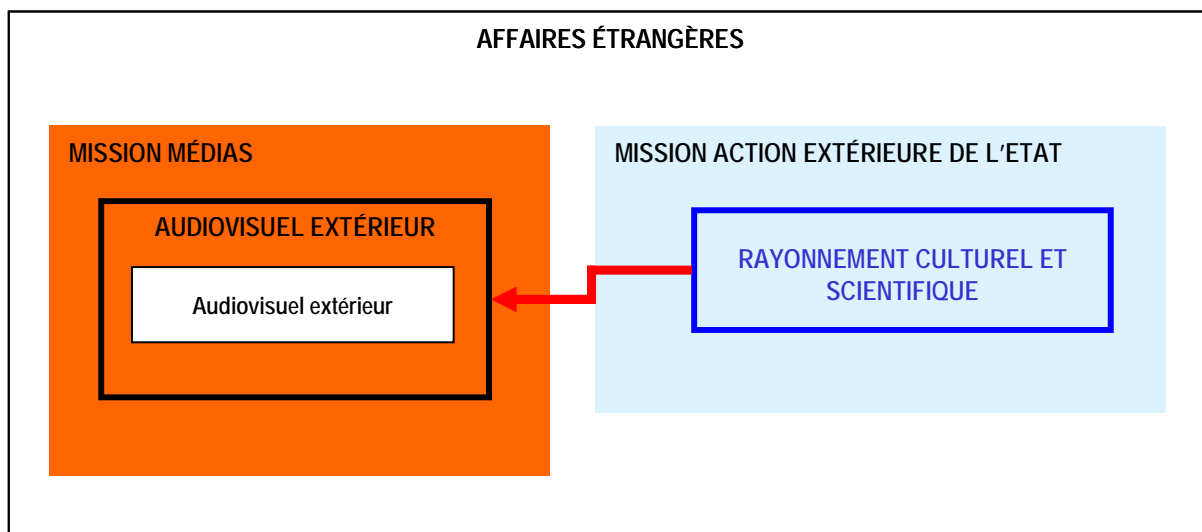 AFFAIRES ÉTRANGÈRES
MISSION MÉDIAS
AUDIOVISUEL EXTÉRIEUR
Audiovisuel extérieur
MISSION ACTION EXTÉRIEURE DE L'ETAT
RAYONNEMENT CULTUREL ET
SCIENTIFIQUE